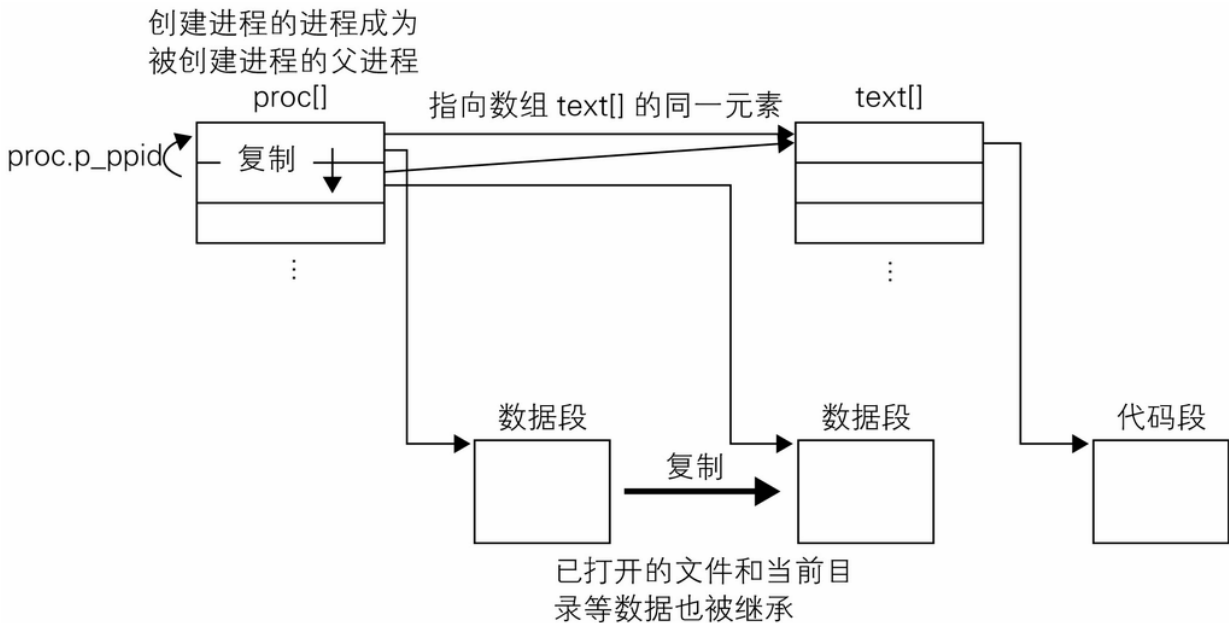 创建进程的进程成为
被创建进程的父进程
proc[]
指向数组 text[] 的同一元素
text[]
proc.p_ppid
复制
⋮
⋮
数据段
数据段
代码段
复制
已打开的文件和当前目
录等数据也被继承